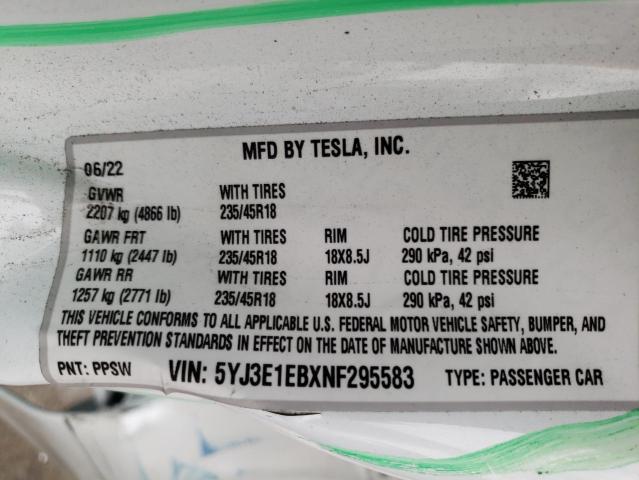 MFD BY TESLA, INC.
06/22
GVWR WITH TIRES
2207 kg (4866 lb) 235/45R18
GAWR FRT WITH TIRES RIM COLD TIRE PRESSURE
1110 kg (2447 lb) 235/45R18 18X8.5J 290 kPa, 42 psi
GAWR RR WITH TIRES RIM COLD TIRE PRESSURE
1257 kg (2771 lb) 235/45R18 18X8.5J 290 kPa, 42 psi
THIS VEHICLE CONFORMS TO ALL APPLICABLE U.S. FEDERAL MOTOR VEHICLE SAFETY, BUMPER, AND
THEFT PREVENTION STANDARDS IN EFFECT ON THE DATE OF MANUFACTURE SHOWN ABOVE.
PNT: PPSW VIN: 5YJ3E1EBXNF295583 TYPE: PASSENGER CAR